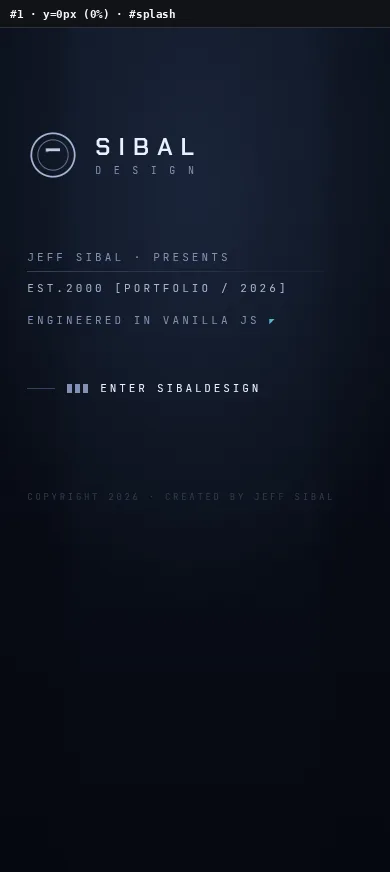 #1 · y=0px (0%) · #splash
SIBAL
DESIGN
JEFF SIBAL · PRESENTS
EST.2000 [PORTFOLIO / 2026]
ENGINEERED IN VANILLA JS
ENTER SIBALDESIGN
COPYRIGHT 2026 · CREATED BY JEFF SIBAL